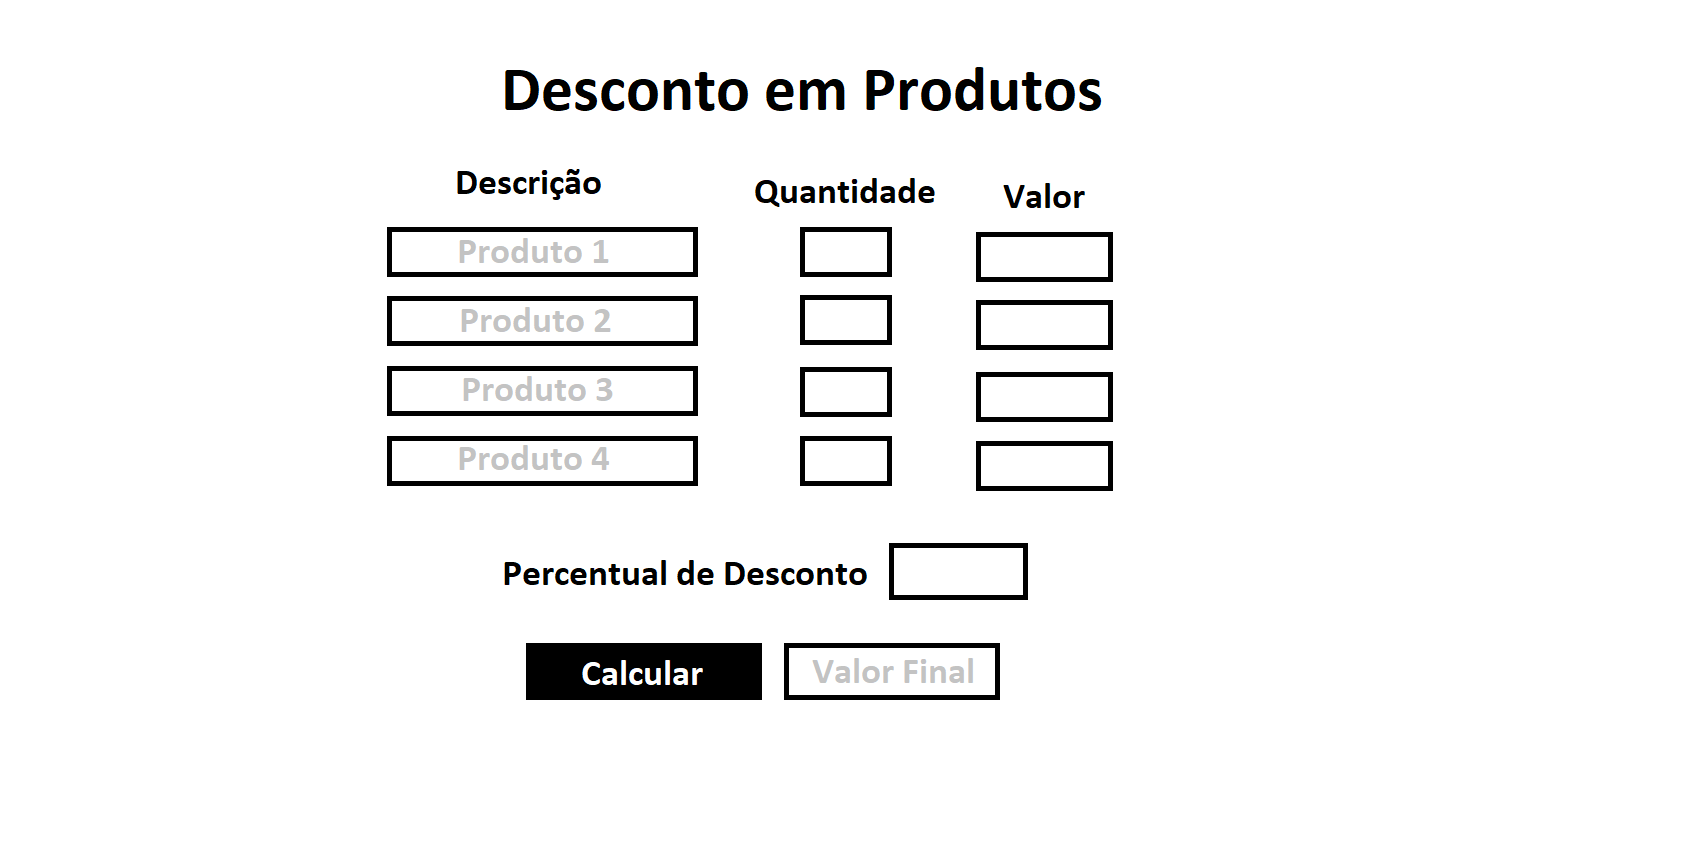 Desconto em Produtos
Descrição Quantidade Valor
Produto 1
Produto 2
Produto 3
Produto 4
Percentual de Desconto
Calcular Valor Final